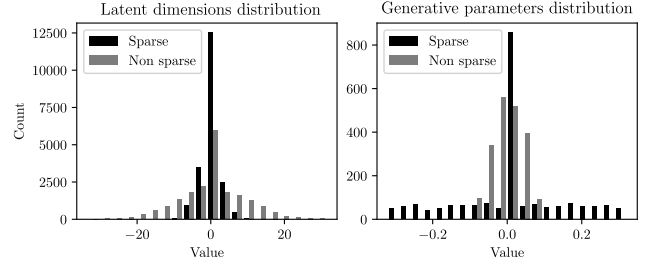 Latent dimensions distribution
Generative parameters distribution
Count
12500
10000
7500
5000
2500
0
Sparse
Non sparse
−20
0
20
Value
800
600
400
200
0
Sparse
Non sparse
−0.2
0.0
0.2
Value